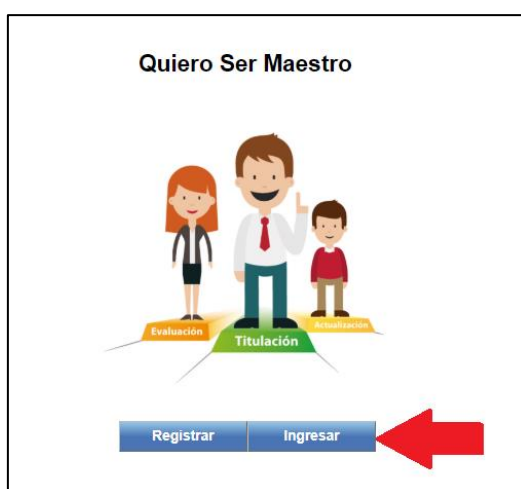 Quiero Ser Maestro
Evaluación
Titulación
Actualización
Registrar
Ingresar